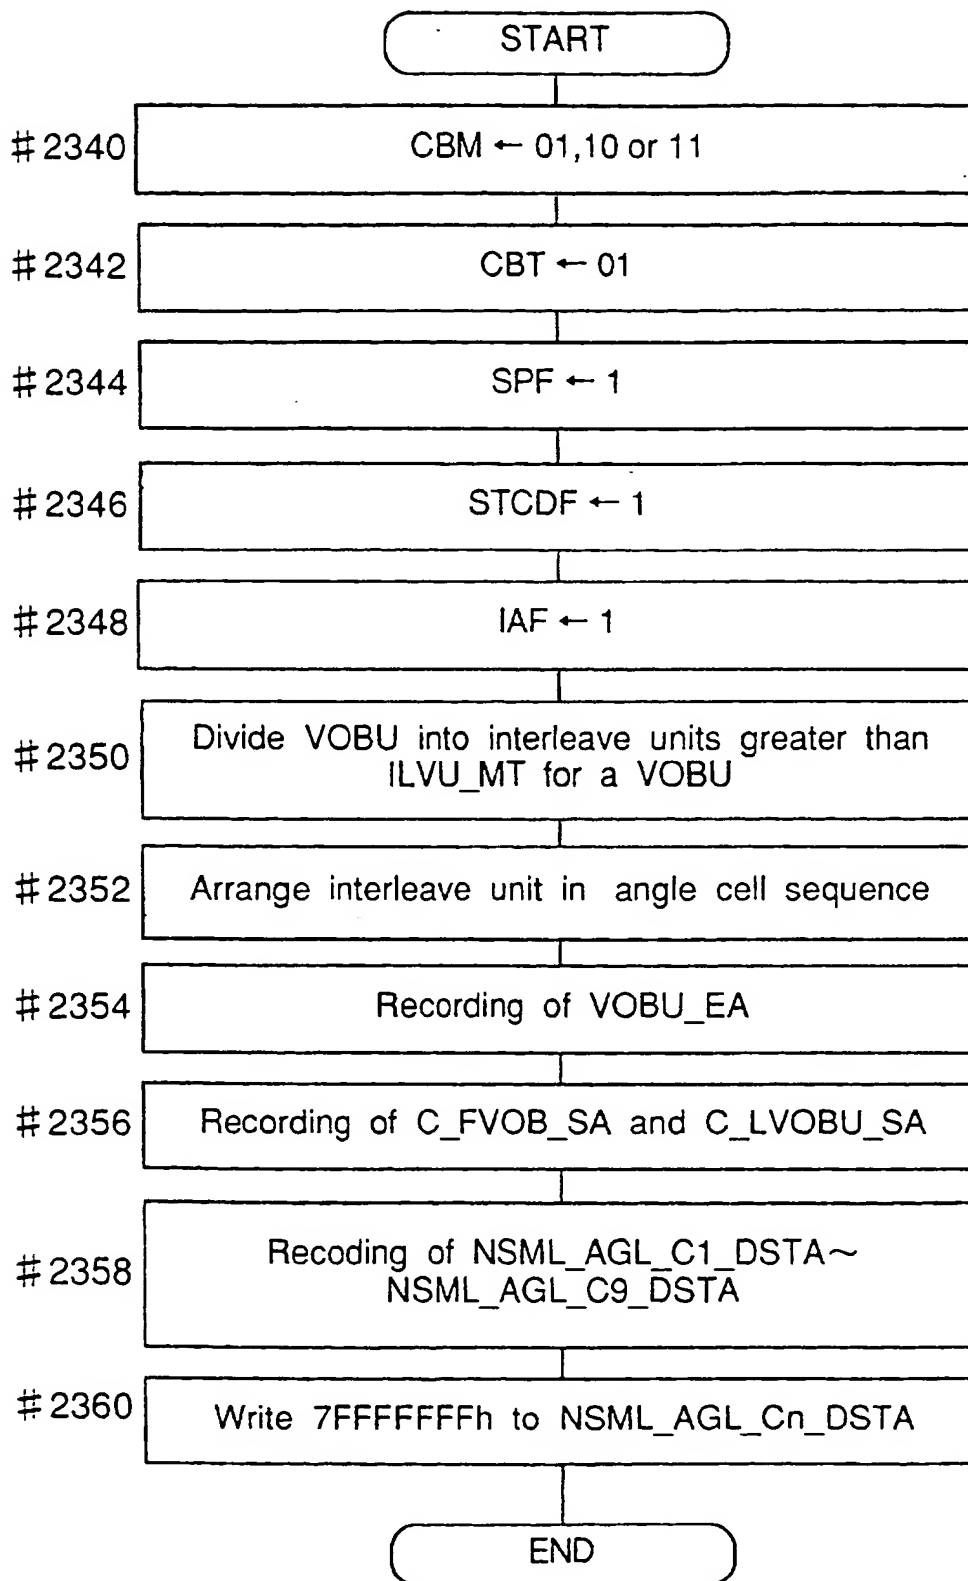 START
#2340 CBM ← 01,10 or 11
#2342 CBT ← 01
#2344 SPF ← 1
#2346 STCDF ← 1
#2348 IAF ← 1
#2350 Divide VOBU into interleave units greater than
ILVU_MT for a VOBU
#2352 Arrange interleave unit in angle cell sequence
#2354 Recording of VOBU_EA
#2356 Recording of C_FVOB_SA and C_LVOBU_SA
#2358 Recoding of NSML_AGL_C1_DSTA~
NSML_AGL_C9_DSTA
#2360 Write 7FFFFFFFh to NSML_AGL_Cn_DSTA
END